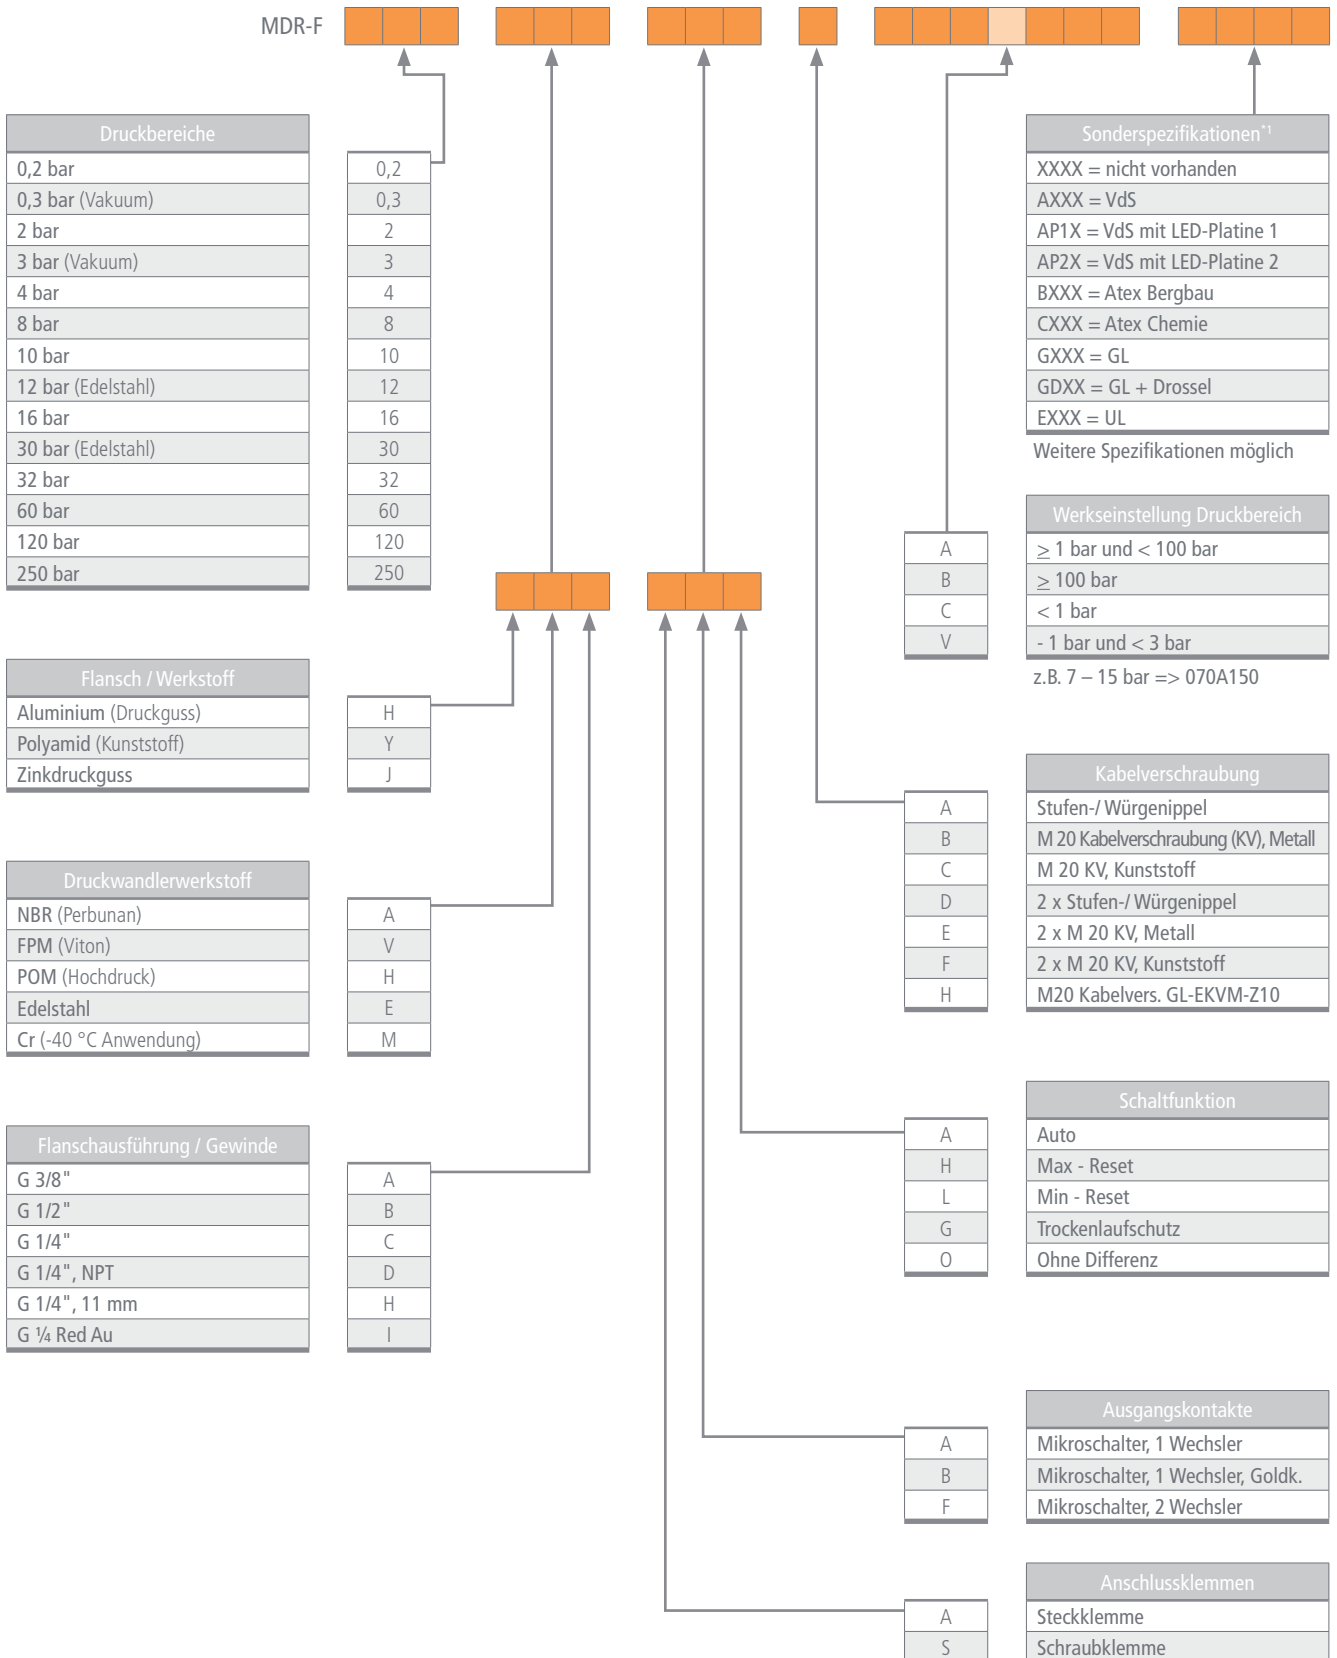 MDR-F
Druckbereiche
0,2 bar 0,2
0,3 bar (Vakuum) 0,3
2 bar 2
3 bar (Vakuum) 3
4 bar 4
8 bar 8
10 bar 10
12 bar (Edelstahl) 12
16 bar 16
30 bar (Edelstahl) 30
32 bar 32
60 bar 60
120 bar 120
250 bar 250
Flansch / Werkstoff
Aluminium (Druckguss) H
Polyamid (Kunststoff) Y
Zinkdruckguss J
Druckwandlerwerkstoff
NBR (Perbunan) A
FPM (Viton) V
POM (Hochdruck) H
Edelstahl E
Cr (-40 °C Anwendung) M
Flanschausführung / Gewinde
G 3/8" A
G 1/2" B
G 1/4" C
G 1/4", NPT D
G 1/4", 11 mm H
G ¼ Red Au I
Sonderspezifikationen*1
XXXX = nicht vorhanden
AXXX = VdS
AP1X = VdS mit LED-Platine 1
AP2X = VdS mit LED-Platine 2
BXXX = Atex Bergbau
CXXX = Atex Chemie
GXXX = GL
GDXX = GL + Drossel
EXXX = UL
Weitere Spezifikationen möglich
Werkseinstellung Druckbereich
A ≥ 1 bar und < 100 bar
B ≥ 100 bar
C < 1 bar
V - 1 bar und < 3 bar
z.B. 7 – 15 bar => 070A150
Kabelverschraubung
A Stufen-/ Würgenippel
B M 20 Kabelverschraubung (KV), Metall
C M 20 KV, Kunststoff
D 2 x Stufen-/ Würgenippel
E 2 x M 20 KV, Metall
F 2 x M 20 KV, Kunststoff
H M20 Kabelvers. GL-EKVM-Z10
Schaltfunktion
A Auto
H Max - Reset
L Min - Reset
G Trockenlaufschutz
O Ohne Differenz
Ausgangskontakte
A Mikroschalter, 1 Wechsler
B Mikroschalter, 1 Wechsler, Goldk.
F Mikroschalter, 2 Wechsler
Anschlussklemmen
A Steckklemme
S Schraubklemme